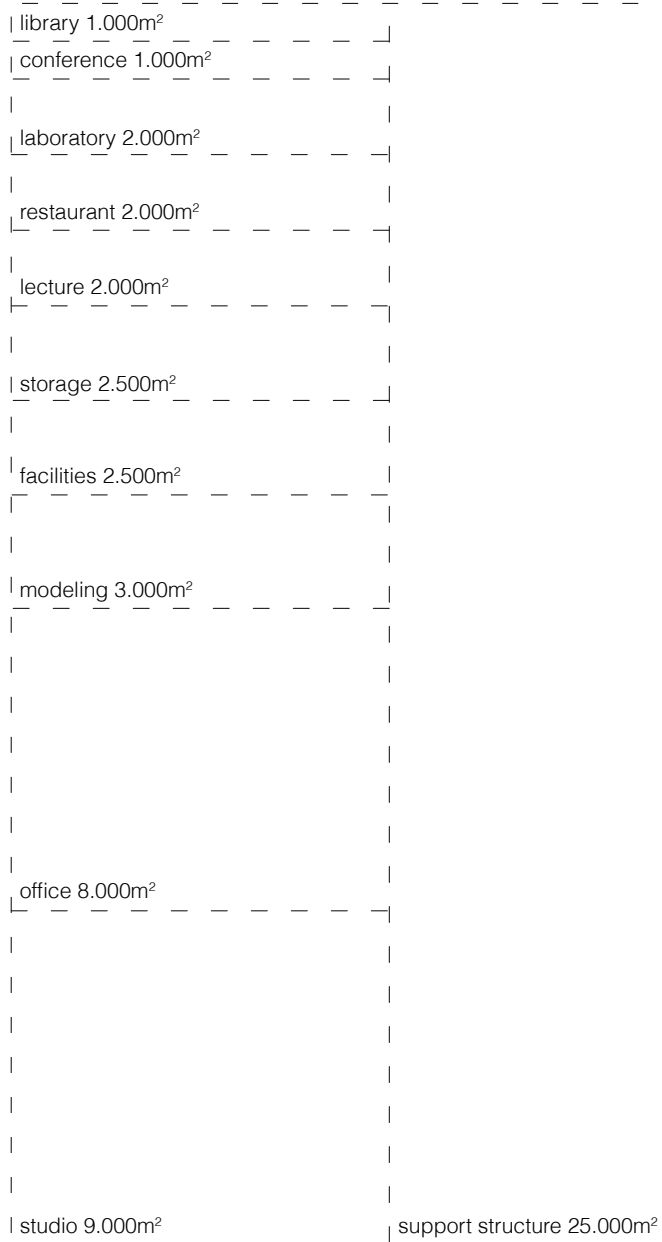 library 1.000m²
conference 1.000m²
laboratory 2.000m²
restaurant 2.000m²
lecture 2.000m²
storage 2.500m²
facilities 2.500m²
modeling 3.000m²
office 8.000m²
studio 9.000m²
support structure 25.000m²